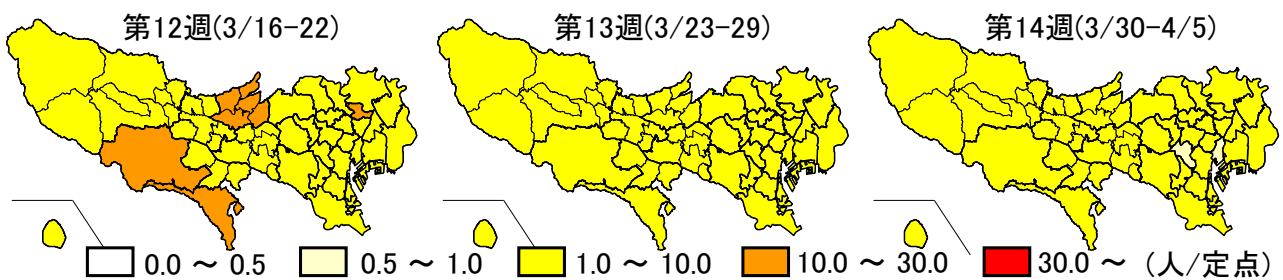 第12週(3/16-22)
第13週(3/23-29)
第14週(3/30-4/5)
0.0 ～ 0.5
0.5 ～ 1.0
1.0 ～ 10.0
10.0 ～ 30.0
30.0 ～ (人/定点)